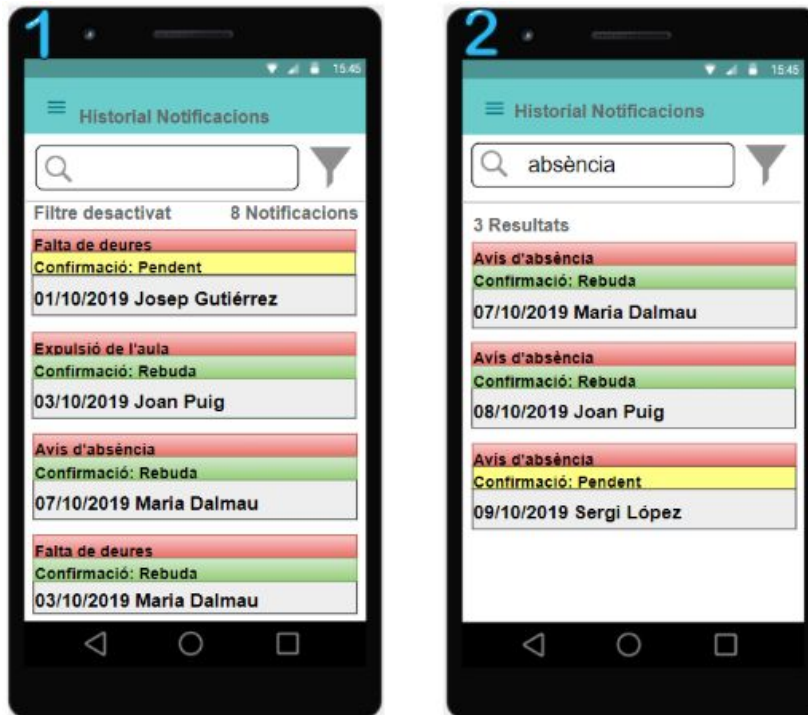 1
15:45
Historial Notificacions
Filtre desactivat 8 Notificacions
Falta de deures
Confirmació: Pendent
01/10/2019 Josep Gutiérrez
Expulsió de l'aula
Confirmació: Rebuda
03/10/2019 Joan Puig
Avís d'absència
Confirmació: Rebuda
07/10/2019 Maria Dalmau
Falta de deures
Confirmació: Rebuda
03/10/2019 Maria Dalmau
2
15:45
Historial Notificacions
absència
3 Resultats
Avís d'absència
Confirmació: Rebuda
07/10/2019 Maria Dalmau
Avís d'absència
Confirmació: Rebuda
08/10/2019 Joan Puig
Avís d'absència
Confirmació: Pendent
09/10/2019 Sergi López